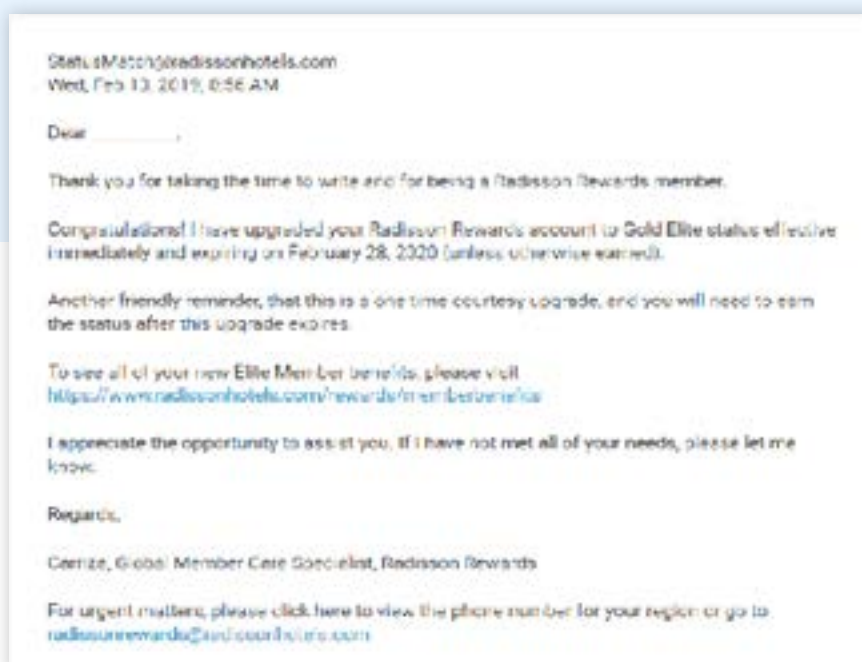 StatusMatch@radissonhotels.com
Wed, Feb 13, 2019, 8:56 AM
Dear ________,
Thank you for taking the time to write and for being a Radisson Rewards member.
Congratulations! I have upgraded your Radisson Rewards account to Gold Elite status effective
immediately and expiring on February 28, 2020 (unless otherwise earned).
Another friendly reminder, that this is a one time courtesy upgrade, and you will need to earn
the status after this upgrade expires.
To see all of your new Elite Member benefits, please visit
https://www.radissonhotels.com/rewards/memberbenefits
I appreciate the opportunity to assist you. If I have not met all of your needs, please let me
know.
Regards,
Global Member Care Specialist, Radisson Rewards
For urgent matters, please click here to view the phone number for your region or go to
radissonrewards@radissonhotels.com